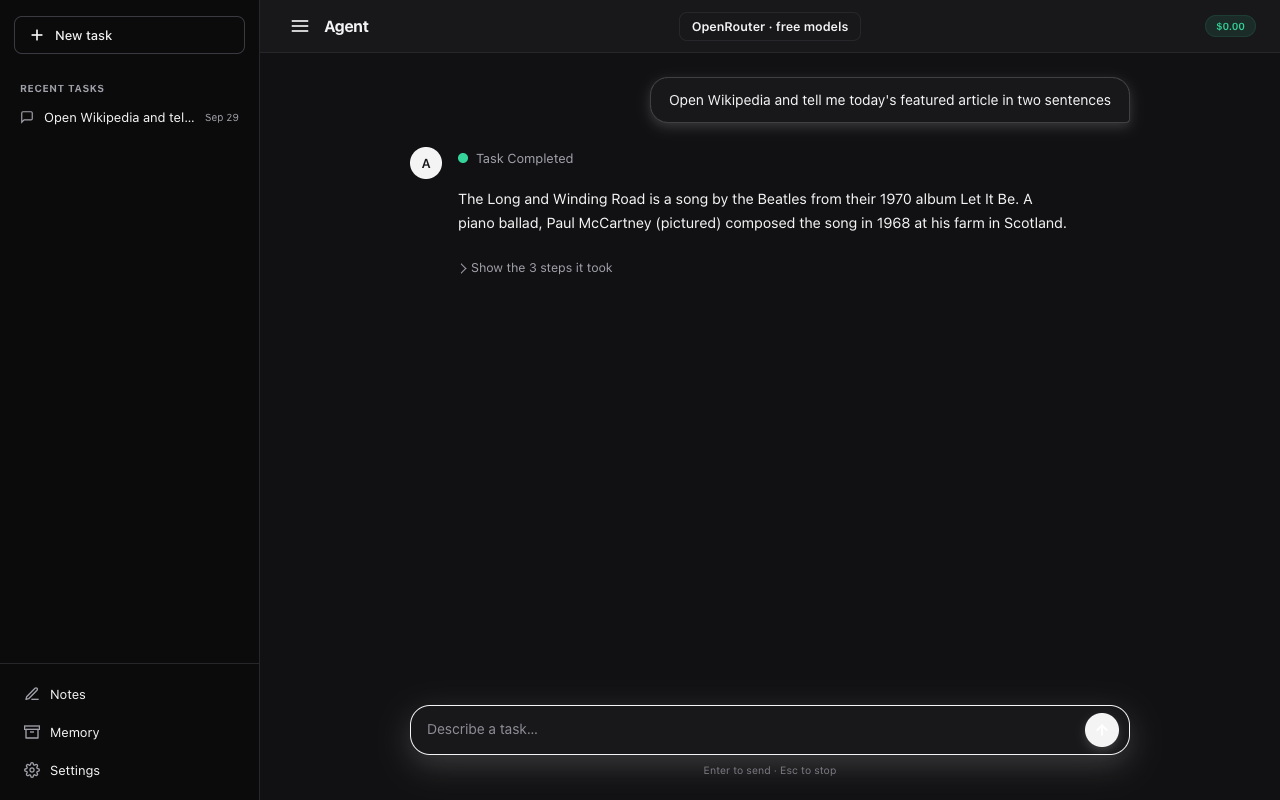 New task
RECENT TASKS
Open Wikipedia and tel... Sep 29
Notes
Memory
Settings
Agent
OpenRouter · free models
$0.00
Open Wikipedia and tell me today's featured article in two sentences
A
Task Completed
The Long and Winding Road is a song by the Beatles from their 1970 album Let It Be. A
piano ballad, Paul McCartney (pictured) composed the song in 1968 at his farm in Scotland.
Show the 3 steps it took
Describe a task...
Enter to send · Esc to stop